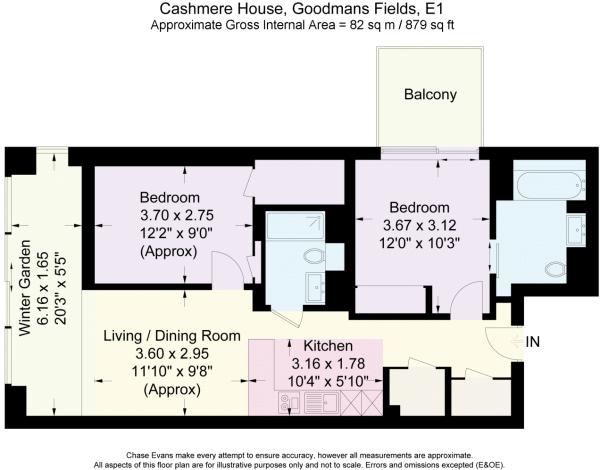 Cashmere House, Goodmans Fields, E1
Approximate Gross Internal Area = 82 sq m / 879 sq ft
Balcony
Bedroom
3.70 x 2.75
12'2" x 9'0"
(Approx)
Bedroom
3.67 x 3.12
12'0" x 10'3"
Winter Garden
6.16 x 1.65
20'3" x 5'5"
Living / Dining Room
3.60 x 2.95
11'10" x 9'8"
(Approx)
Kitchen
3.16 x 1.78
10'4" x 5'10"
IN
Chase Evans make every attempt to ensure accuracy, however all measurements are approximate.
All aspects of this floor plan are for illustrative purposes only and not to scale. Errors and omissions excepted (E&OE).